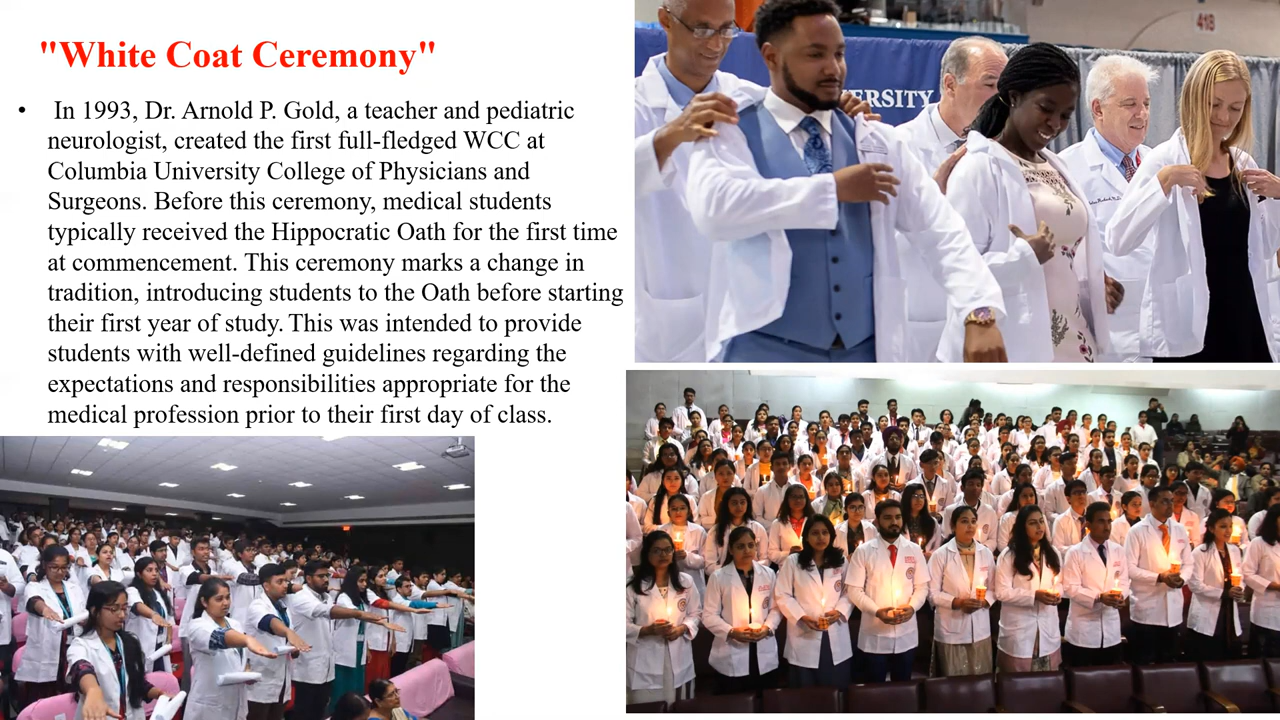 "White Coat Ceremony"
• In 1993, Dr. Arnold P. Gold, a teacher and pediatric
neurologist, created the first full-fledged WCC at
Columbia University College of Physicians and
Surgeons. Before this ceremony, medical students
typically received the Hippocratic Oath for the first time
at commencement. This ceremony marks a change in
tradition, introducing students to the Oath before starting
their first year of study. This was intended to provide
students with well-defined guidelines regarding the
expectations and responsibilities appropriate for the
medical profession prior to their first day of class.
41B
ERSITY